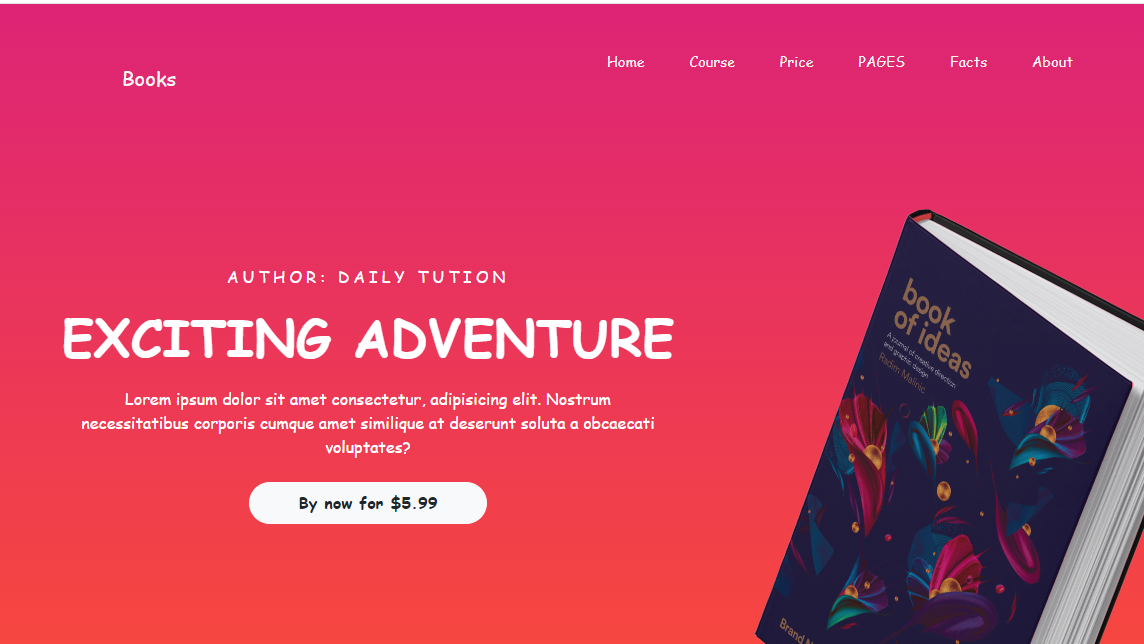 Books
Home Course Price PAGES Facts About
AUTHOR: DAILY TUTION
EXCITING ADVENTURE
Lorem ipsum dolor sit amet consectetur, adipisicing elit. Nostrum
necessitatibus corporis cumque amet similique at deserunt soluta a obcaecati
voluptates?
By now for $5.99
book
of ideas
A journal of creative direction
and graphic design
Radim Malinic
Brand